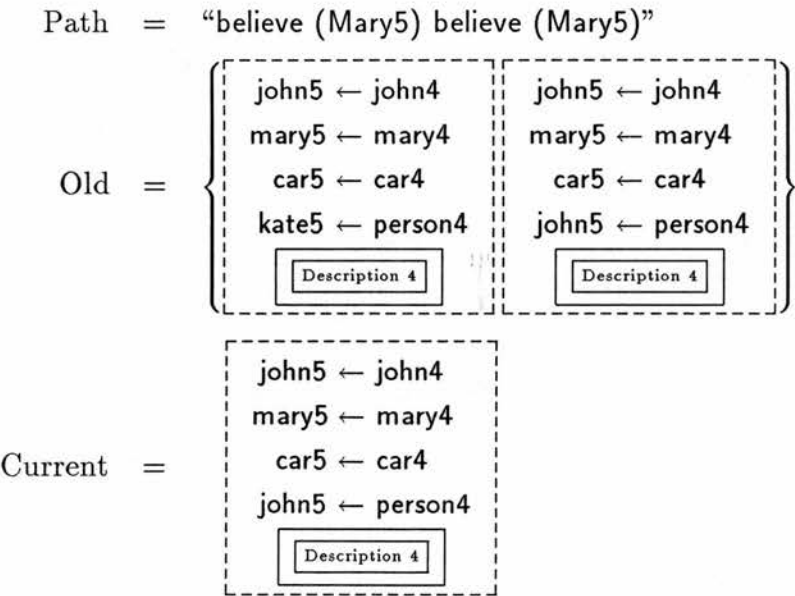 Path = “believe (Mary5) believe (Mary5)”
john5 ← john4 john5 ← john4
mary5 ← mary4 mary5 ← mary4
Old = car5 ← car4 car5 ← car4
kate5 ← person4 john5 ← person4
Description 4 Description 4
john5 ← john4
mary5 ← mary4
Current = car5 ← car4
john5 ← person4
Description 4